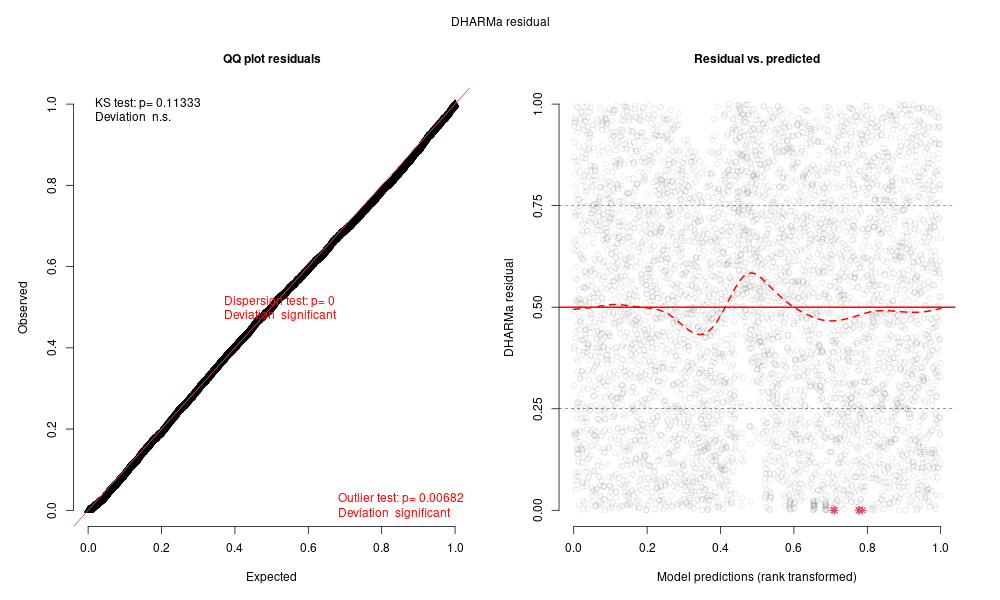 DHARMa residual
QQ plot residuals
KS test: p= 0.11333
Deviation n.s.
Dispersion test: p= 0
Deviation significant
Outlier test: p= 0.00682
Deviation significant
Observed
0.0
0.2
0.4
0.6
0.8
1.0
0.0 0.2 0.4 0.6 0.8 1.0
Expected
Residual vs. predicted
DHARMa residual
0.00
0.25
0.50
0.75
1.00
0.0 0.2 0.4 0.6 0.8 1.0
Model predictions (rank transformed)